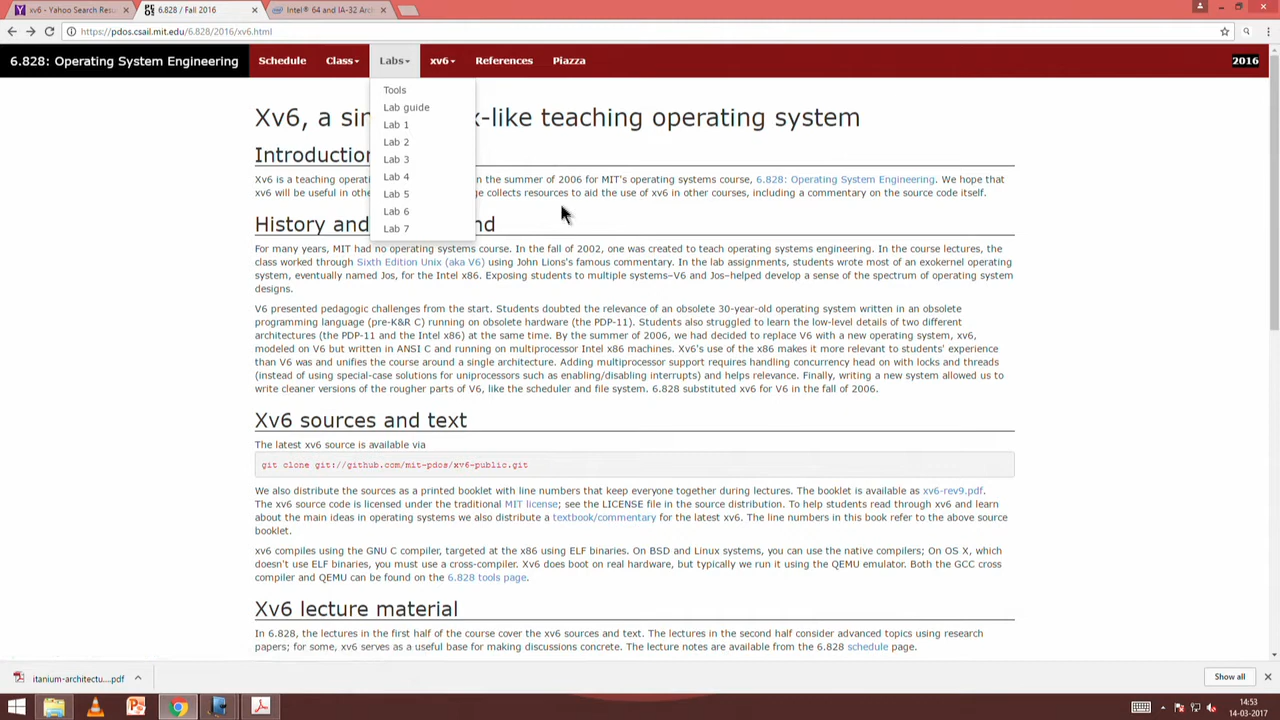 xv6 - Yahoo Search Resu
6.828 / Fall 2016
Intel® 64 and IA-32 Arch
https://pdos.csail.mit.edu/6.828/2016/xv6.html
6.828: Operating System Engineering
Schedule
Class
Labs
xv6
References
Piazza
2016
Tools
Lab guide
Lab 1
Lab 2
Lab 3
Lab 4
Lab 5
Lab 6
Lab 7
Xv6, a sim x-like teaching operating system
Introduction
Xv6 is a teaching operati n the summer of 2006 for MIT's operating systems course, 6.828: Operating System Engineering. We hope that
xv6 will be useful in othe ge collects resources to aid the use of xv6 in other courses, including a commentary on the source code itself.
History and nd
For many years, MIT had no operating systems course. In the fall of 2002, one was created to teach operating systems engineering. In the course lectures, the
class worked through Sixth Edition Unix (aka V6) using John Lions's famous commentary. In the lab assignments, students wrote most of an exokernel operating
system, eventually named Jos, for the Intel x86. Exposing students to multiple systems–V6 and Jos–helped develop a sense of the spectrum of operating system
designs.
V6 presented pedagogic challenges from the start. Students doubted the relevance of an obsolete 30-year-old operating system written in an obsolete
programming language (pre-K&R C) running on obsolete hardware (the PDP-11). Students also struggled to learn the low-level details of two different
architectures (the PDP-11 and the Intel x86) at the same time. By the summer of 2006, we had decided to replace V6 with a new operating system, xv6,
modeled on V6 but written in ANSI C and running on multiprocessor Intel x86 machines. Xv6's use of the x86 makes it more relevant to students' experience
than V6 was and unifies the course around a single architecture. Adding multiprocessor support requires handling concurrency head on with locks and threads
(instead of using special-case solutions for uniprocessors such as enabling/disabling interrupts) and helps relevance. Finally, writing a new system allowed us to
write cleaner versions of the rougher parts of V6, like the scheduler and file system. 6.828 substituted xv6 for V6 in the fall of 2006.
Xv6 sources and text
The latest xv6 source is available via
git clone git://github.com/mit-pdos/xv6-public.git
We also distribute the sources as a printed booklet with line numbers that keep everyone together during lectures. The booklet is available as xv6-rev9.pdf.
The xv6 source code is licensed under the traditional MIT license; see the LICENSE file in the source distribution. To help students read through xv6 and learn
about the main ideas in operating systems we also distribute a textbook/commentary for the latest xv6. The line numbers in this book refer to the above source
booklet.
xv6 compiles using the GNU C compiler, targeted at the x86 using ELF binaries. On BSD and Linux systems, you can use the native compilers; On OS X, which
doesn't use ELF binaries, you must use a cross-compiler. Xv6 does boot on real hardware, but typically we run it using the QEMU emulator. Both the GCC cross
compiler and QEMU can be found on the 6.828 tools page.
Xv6 lecture material
In 6.828, the lectures in the first half of the course cover the xv6 sources and text. The lectures in the second half consider advanced topics using research
papers; for some, xv6 serves as a useful base for making discussions concrete. The lecture notes are available from the 6.828 schedule page.
itanium-architectu....pdf
Show all
14:53
14-03-2017